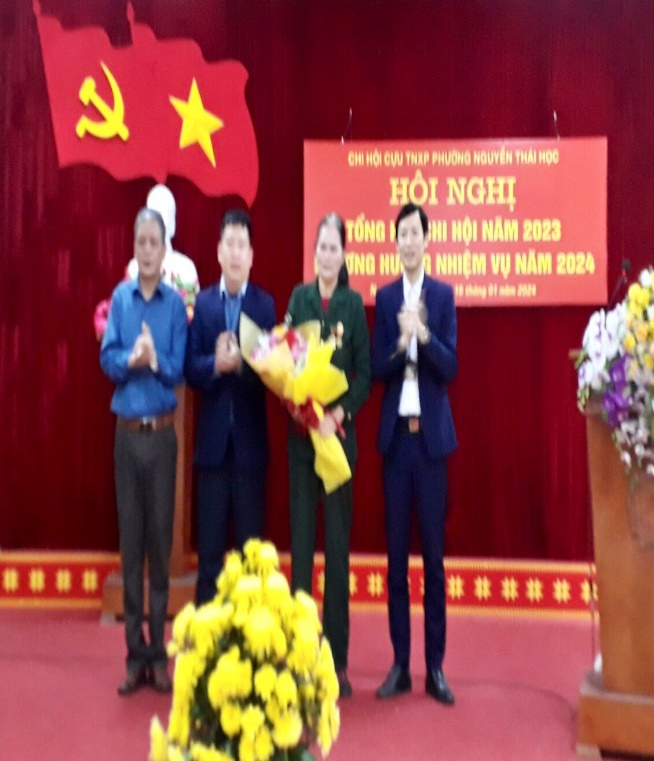 CHI HỘI CỰU TNXP PHƯỜNG NGUYỄN THÁI HỌC
HỘI NGHỊ
TỔNG CHI HỘI NĂM 2023
NHIỆM VỤ NĂM 2024
01 năm 2024